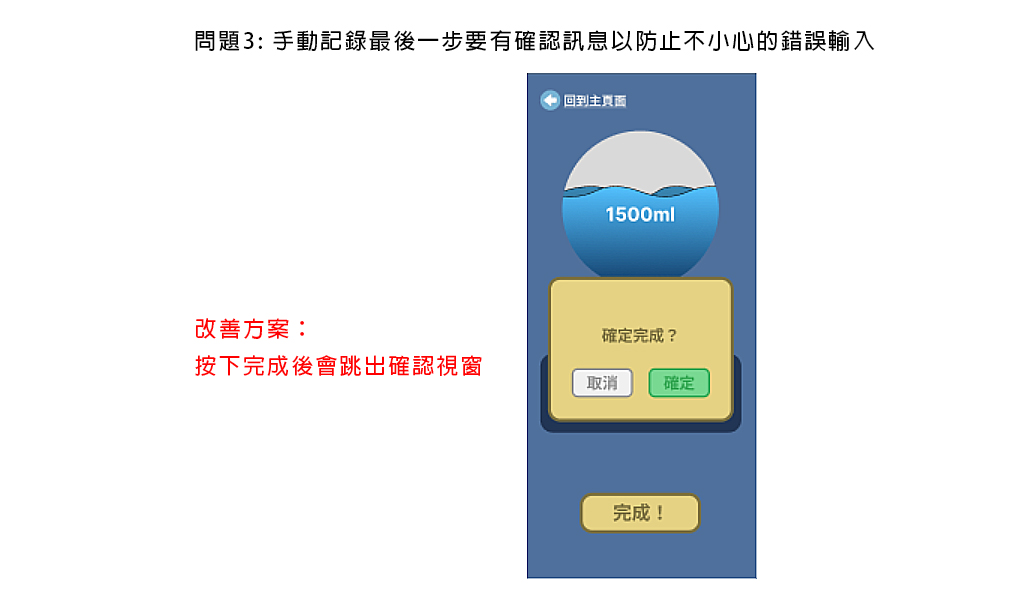 問題3: 手動記錄最後一步要有確認訊息以防止不小心的錯誤輸入
回到主頁面
1500ml
改善方案：
按下完成後會跳出確認視窗
確定完成？
取消
確定
完成！